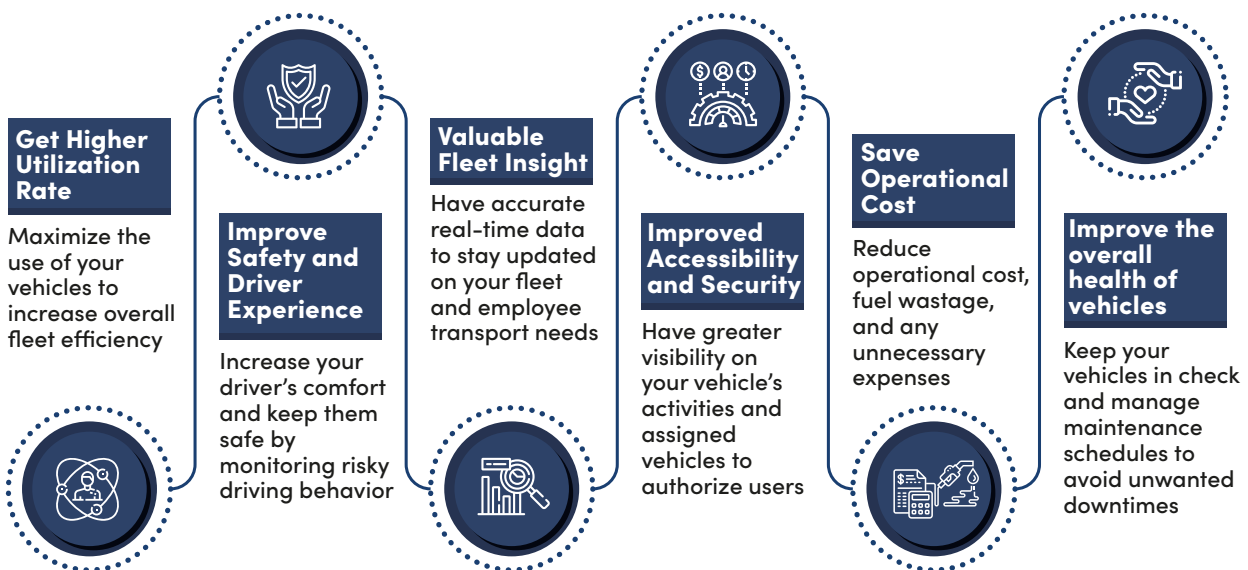 Get Higher
Utilization
Rate
Maximize the
use of your
vehicles to
increase overall
fleet efficiency
Improve
Safety and
Driver
Experience
Increase your
driver's comfort
and keep them
safe by
monitoring risky
driving behavior
Valuable
Fleet Insight
Have accurate
real-time data
to stay updated
on your fleet
and employee
transport needs
Improved
Accessibility
and Security
Have greater
visibility on
your vehicle's
activities and
assigned
vehicles to
authorize users
Save
Operational
Cost
Reduce
operational cost,
fuel wastage,
and any
unnecessary
expenses
Improve the
overall
health of
vehicles
Keep your
vehicles in check
and manage
maintenance
schedules to
avoid unwanted
downtimes